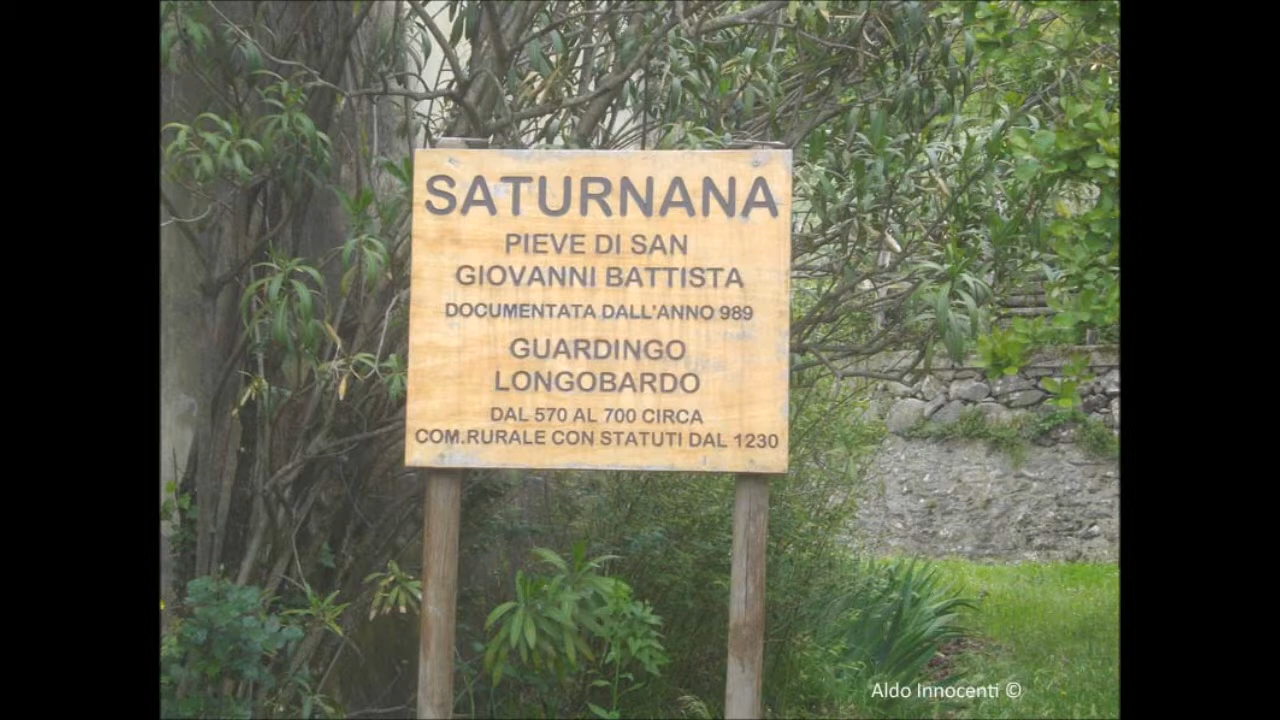 SATURNANA
PIEVE DI SAN
GIOVANNI BATTISTA
DOCUMENTATA DALL'ANNO 989
GUARDINGO
LONGOBARDO
DAL 570 AL 700 CIRCA
COM.RURALE CON STATUTI DAL 1230
Aldo Innocenti ©